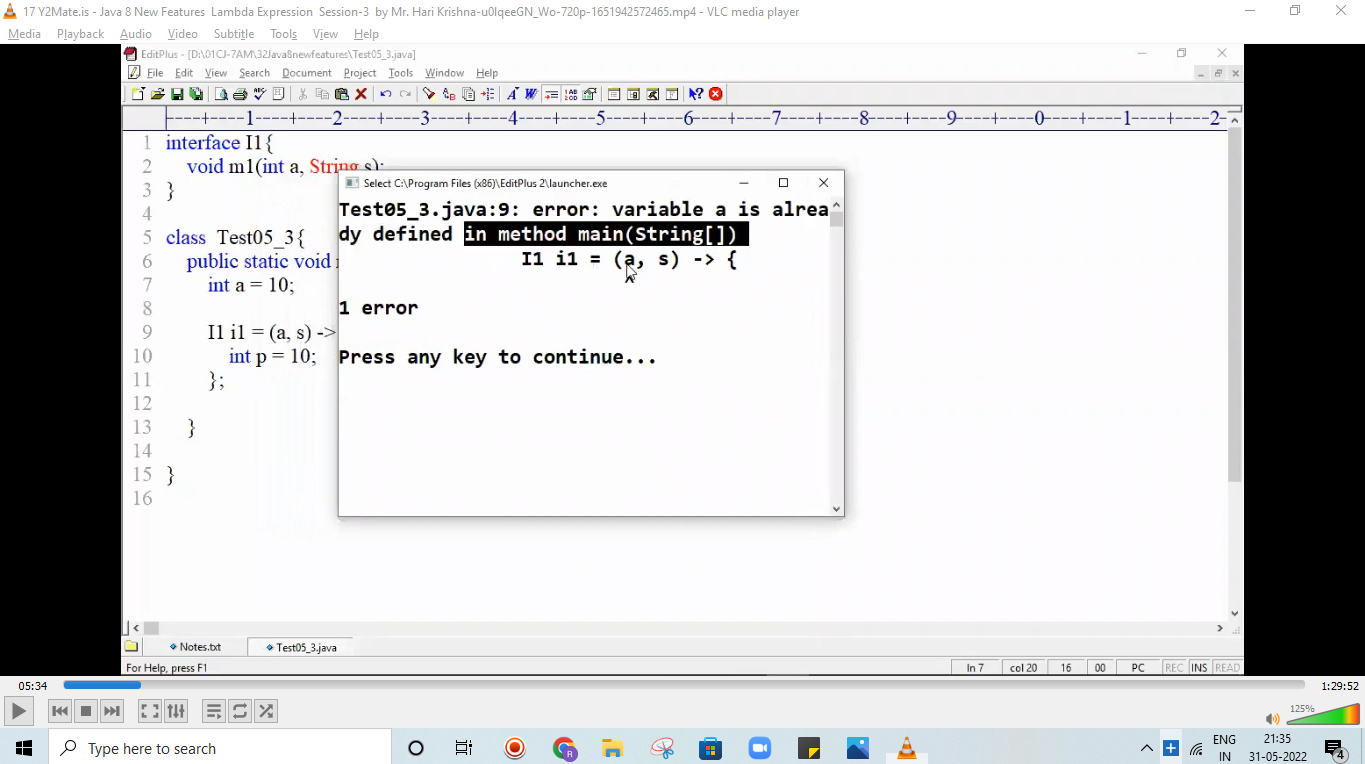 17 Y2Mate.is - Java 8 New Features Lambda Expression Session-3 by Mr. Hari Krishna-u0lqeeGN_Wo-720p-1651942572465.mp4 - VLC media player
Media Playback Audio Video Subtitle Tools View Help
EditPlus - [D:\01CJ-7AM\32Java8newfeatures\Test05_3.java]
File Edit View Search Document Project Tools Window Help
----+----1----+----2----+----3----+----4----+----5----+----6----+----7----+----8----+----9----+----0----+----1----+----2-
1 interface I1{
2 void m1(int a, String s);
3 }
4
5 class Test05_3{
6 public static void
7 int a = 10;
8
9 I1 i1 = (a, s) ->
10 int p = 10;
11 };
12
13 }
14
15 }
16
Select C:\Program Files (x86)\EditPlus 2\launcher.exe
Test05_3.java:9: error: variable a is alrea
dy defined in method main(String[])
I1 i1 = (a, s) -> {
^
1 error
Press any key to continue...
Notes.txt Test05_3.java
For Help, press F1 ln 7 col 20 16 00 PC REC INS READ
05:34 1:29:52
125%
Type here to search
ENG
IN
21:35
31-05-2022
4